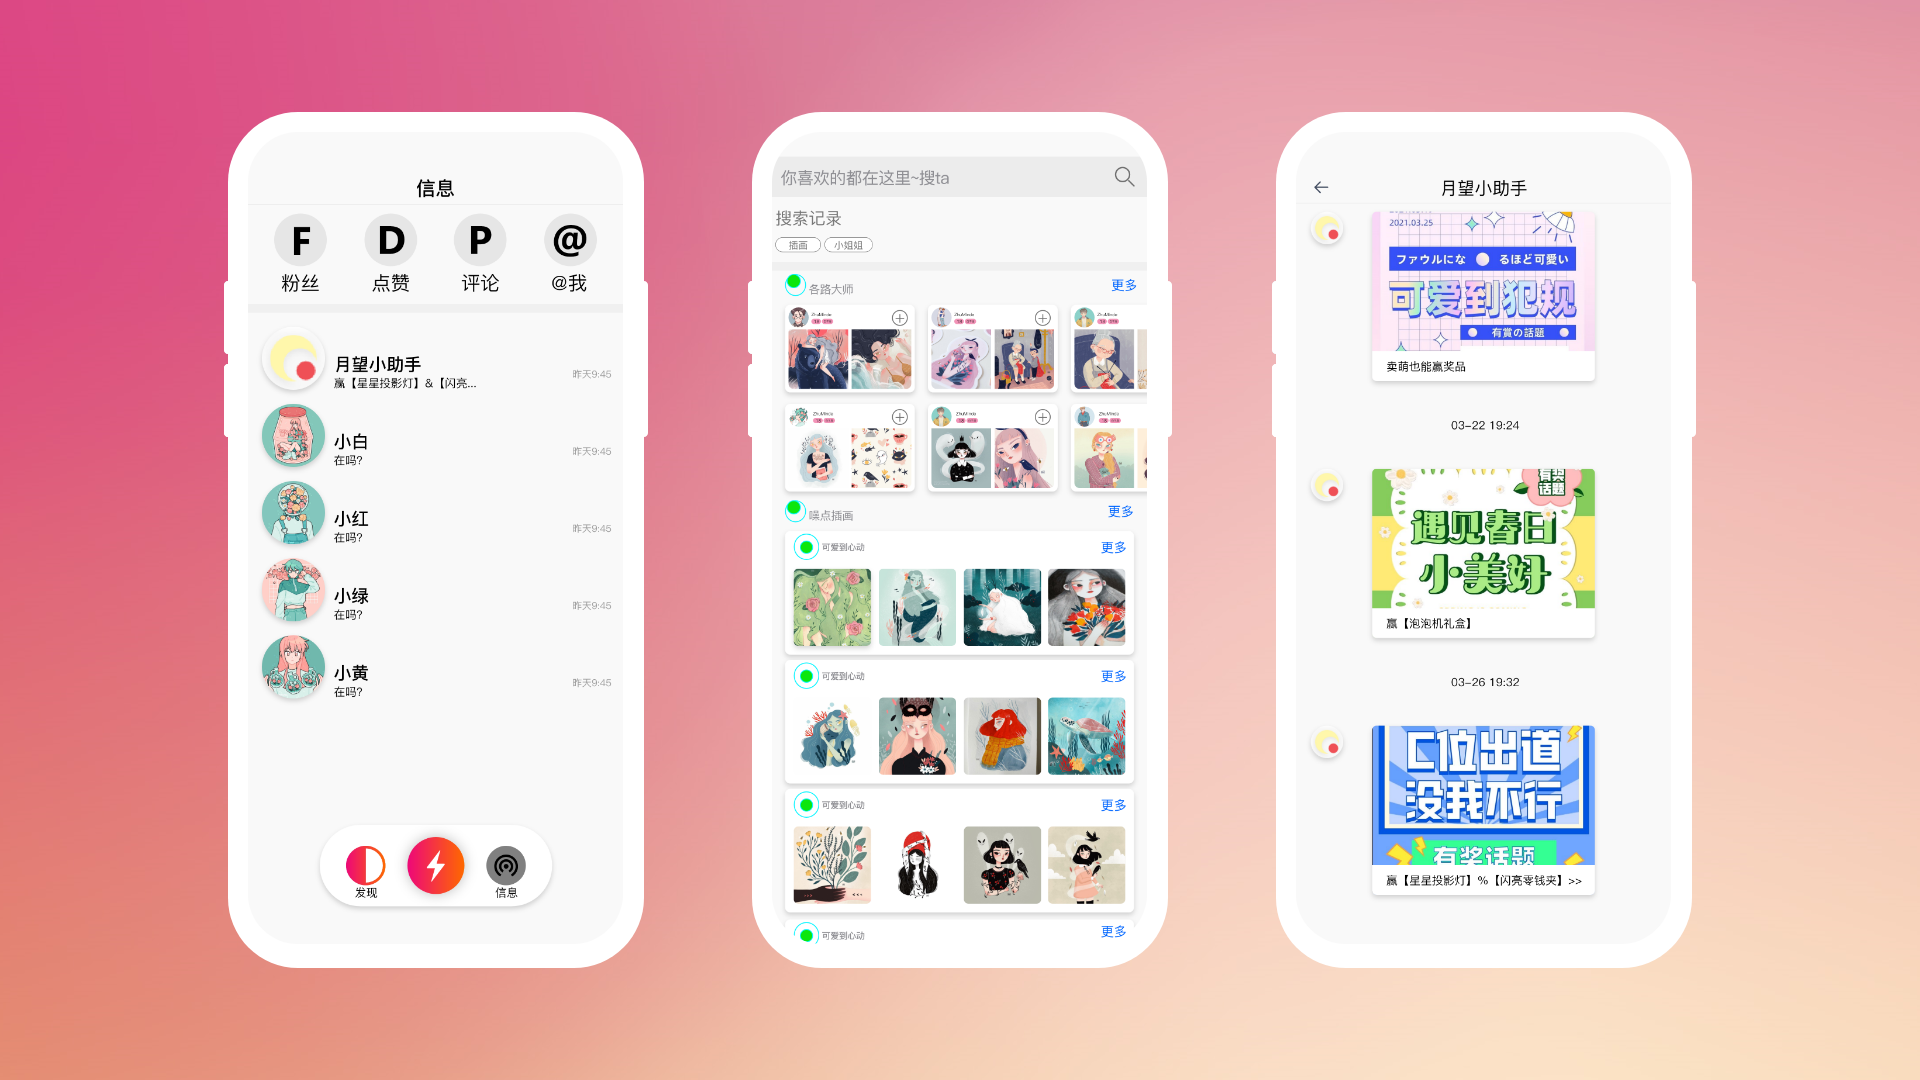 信息
F
D
P
@
粉丝
点赞
评论
@我
月望小助手
赢【星星投影灯】&【闪亮...
昨天9:45
小白
在吗?
昨天9:45
小红
在吗?
昨天9:45
小绿
在吗?
昨天9:45
小黄
在吗?
昨天9:45
发现
信息
你喜欢的都在这里~搜ta
搜索记录
插画
小姐姐
各路大师
更多
噪点插画
更多
可爱到心动
更多
可爱到心动
更多
可爱到心动
更多
可爱到心动
更多
月望小助手
2021.03.25
ファウルにな
るほど可愛い
可爱到犯规
有賞の話題
卖萌也能赢奖品
03-22 19:24
有奖
话题
遇见春日
小美好
赢【泡泡机礼盒】
03-26 19:32
C位出道
没我不行
有奖话题
赢【星星投影灯】%【闪亮零钱夹】>>